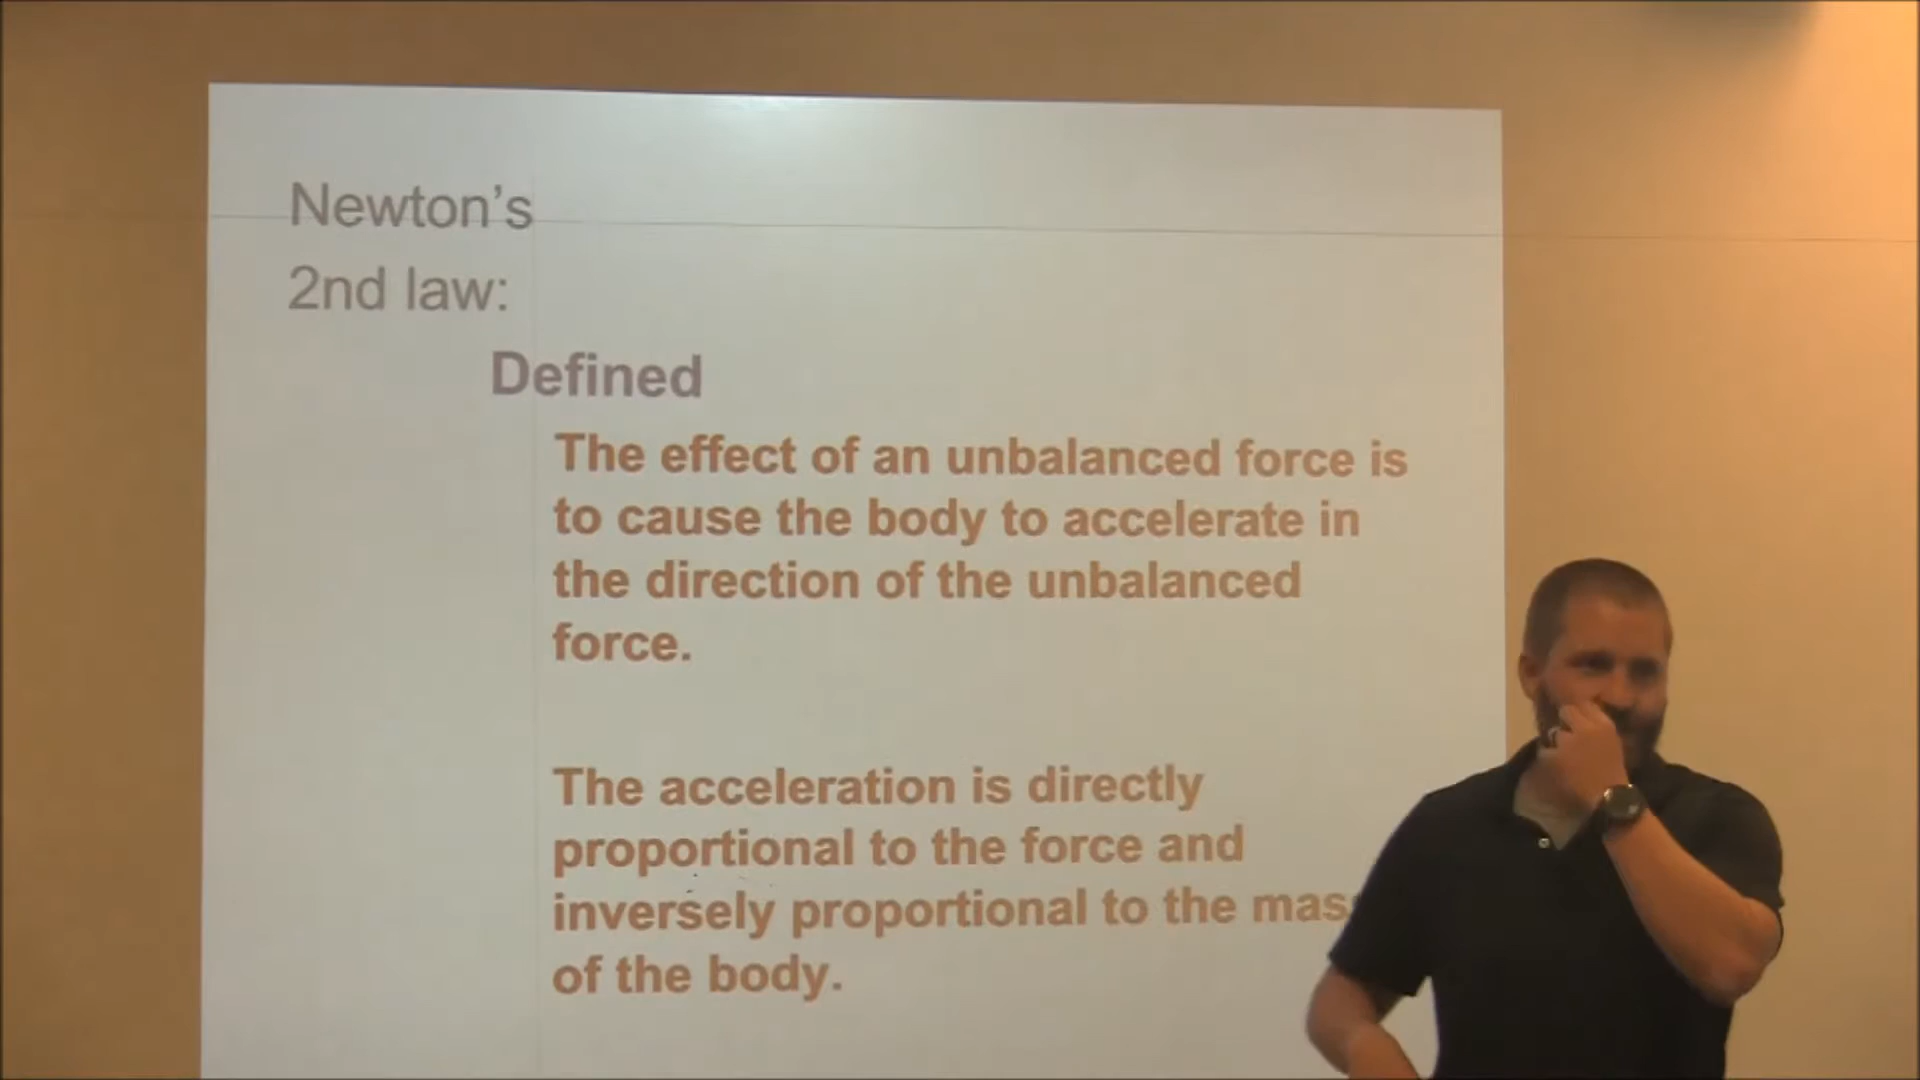 Newton’s
2nd law:
Defined
The effect of an unbalanced force is
to cause the body to accelerate in
the direction of the unbalanced
force.
The acceleration is directly
proportional to the force and
inversely proportional to the mass
of the body.